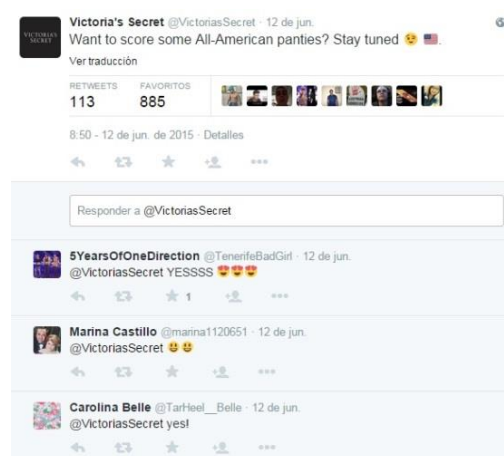 VICTORIA'S
SECRET
Victoria's Secret @VictoriasSecret · 12 de jun.
Want to score some All-American panties? Stay tuned 😉 🇺🇸.
Ver traducción
RETWEETS FAVORITOS
113 885
8:50 - 12 de jun. de 2015 · Detalles
Responder a @VictoriasSecret
5YearsOfOneDirection @TenerifeBadGirl · 12 de jun.
@VictoriasSecret YESSSS 😍😍😍
1
Marina Castillo @marina1120651 · 12 de jun.
@VictoriasSecret 😃😃
Carolina Belle @TarHeel__Belle · 12 de jun.
@VictoriasSecret yes!